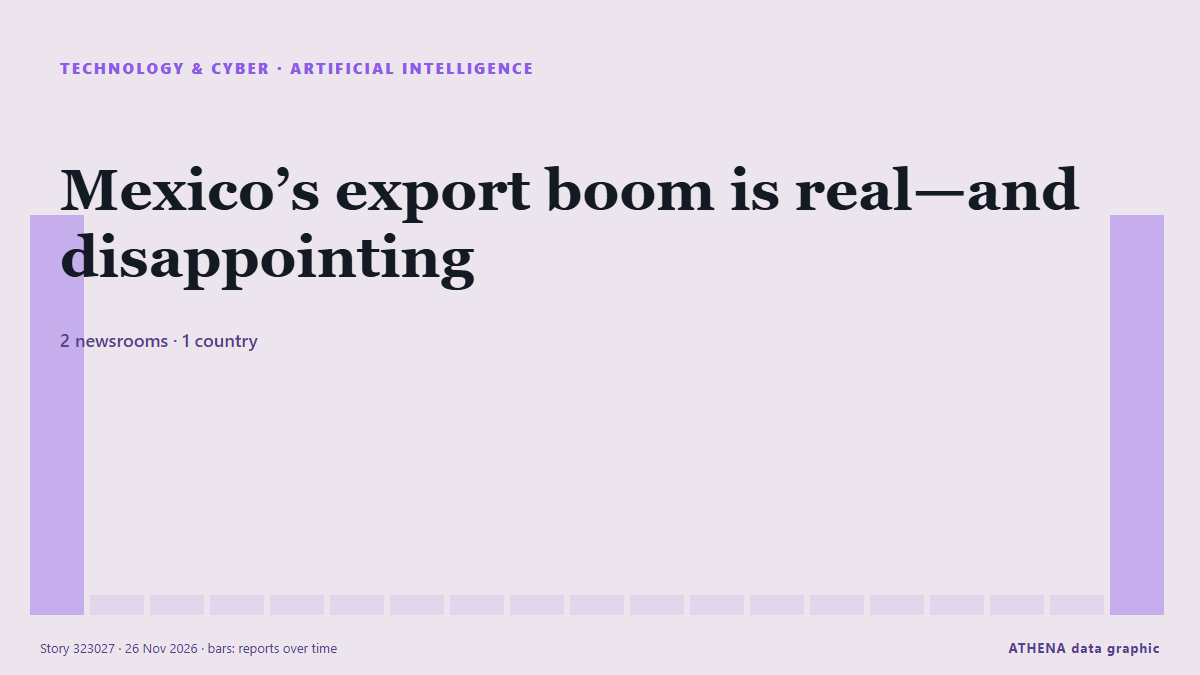 TECHNOLOGY & CYBER · ARTIFICIAL INTELLIGENCE
Mexico’s export boom is real—and
disappointing
2 newsrooms · 1 country
Story 323027 · 26 Nov 2026 · bars: reports over time
ATHENA data graphic